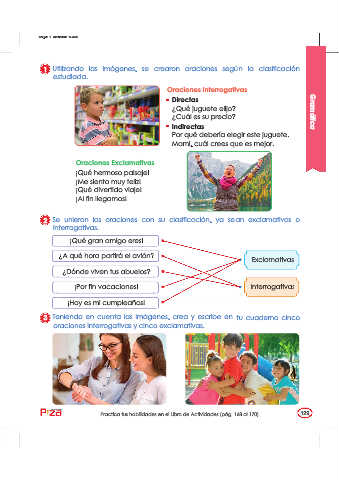 1 Utilizando las imágenes, se crearon oraciones según la clasificación
estudiada.
Oraciones Interrogativas
• Directas
¿Qué juguete elijo?
¿Cuál es su precio?
• Indirectas
Por qué debería elegir este juguete.
Mami, cuál crees que es mejor.
Gramática
Oraciones Exclamativas
¡Qué hermoso paisaje!
¡Me siento muy feliz!
¡Qué divertido viaje!
¡Al fin llegamos!
2 Se unieron las oraciones con su clasificación, ya sean exclamativas o
interrogativas.
¡Qué gran amigo eres!
¿A qué hora partirá el avión?
¿Dónde viven tus abuelos?
¡Por fin vacaciones!
¡Hoy es mi cumpleaños!
Exclamativas
Interrogativas
3 Teniendo en cuenta las imágenes, crea y escribe en tu cuaderno cinco
oraciones interrogativas y cinco exclamativas.
Practica tus habilidades en el Libro de Actividades (pág. 168 al 170)